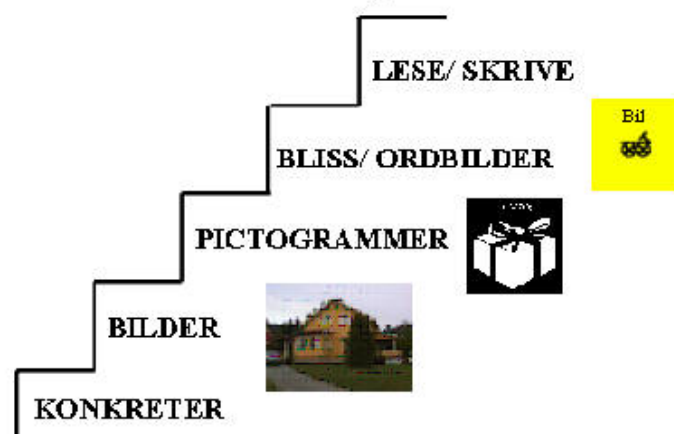 LESE/ SKRIVE
Bil
BLISS/ ORDBILDER
PICTOGRAMMER
BILDER
KONKRETER